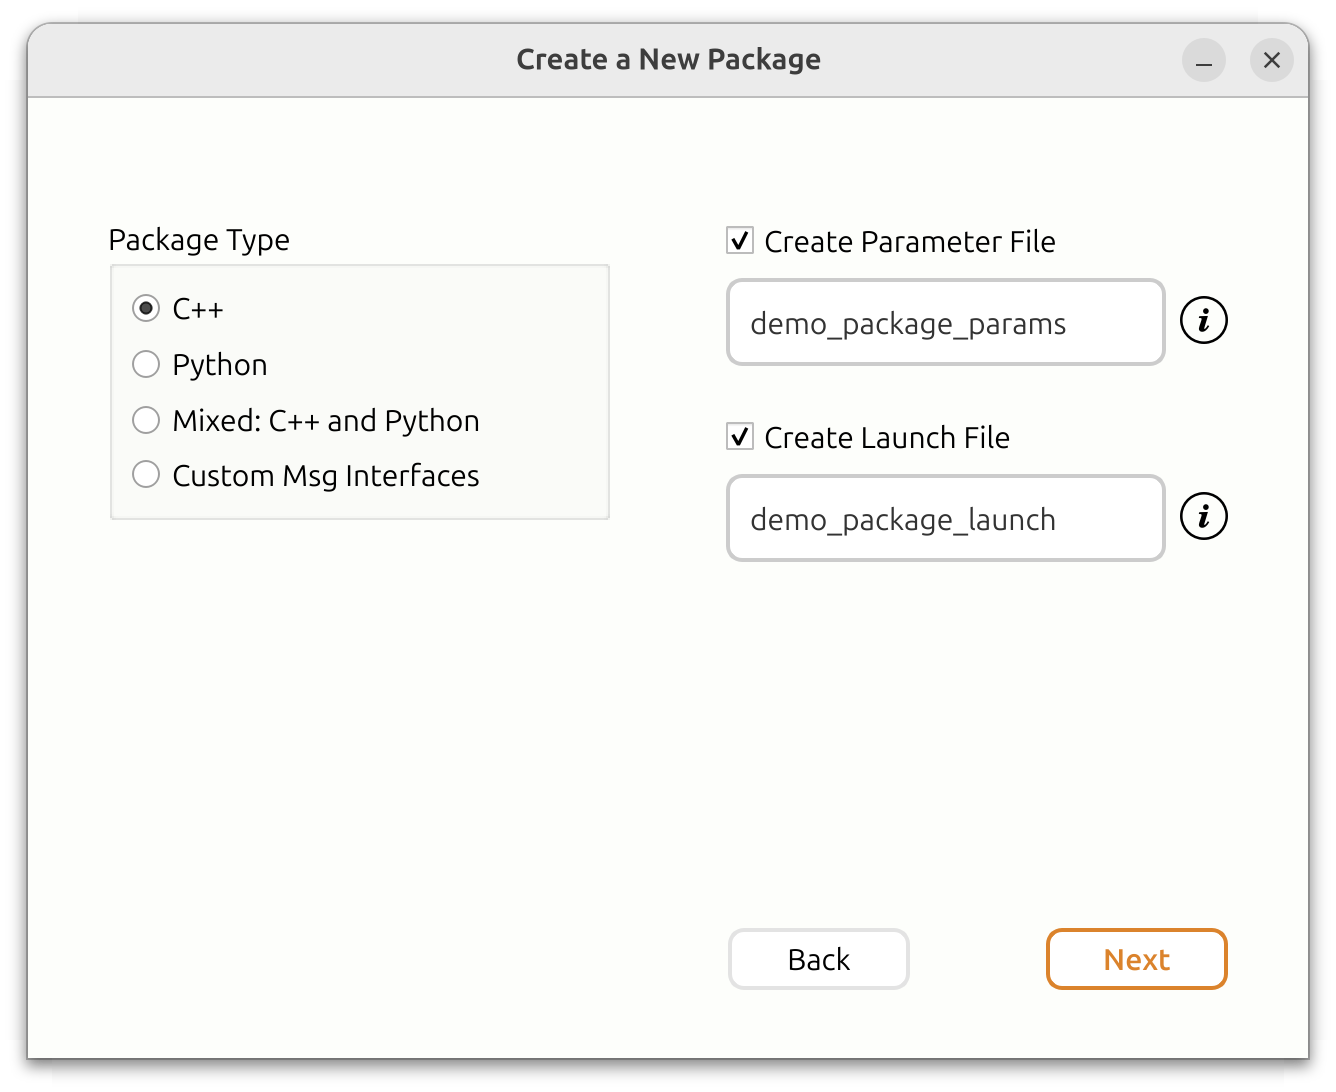 Create a New Package
Package Type
C++
Python
Mixed: C++ and Python
Custom Msg Interfaces
Create Parameter File
demo_package_params
i
Create Launch File
demo_package_launch
i
Back
Next